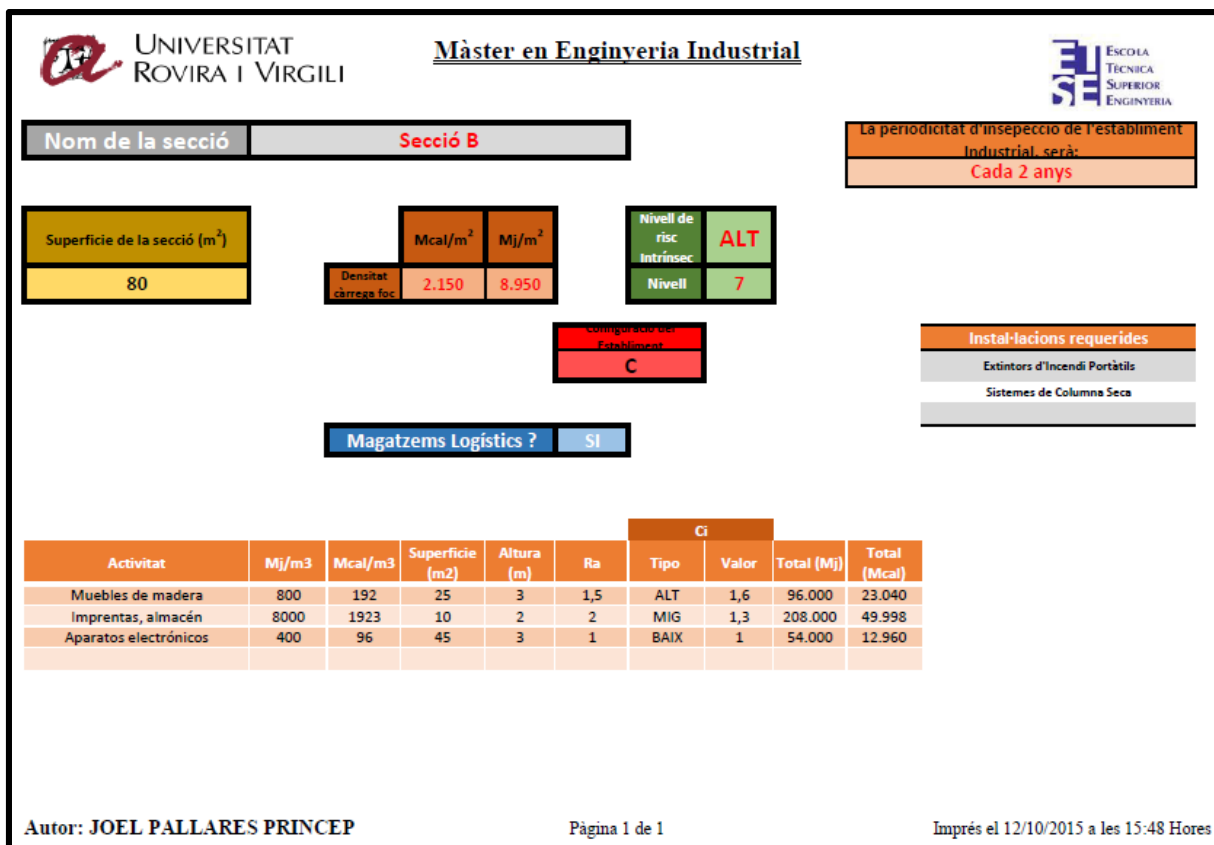 UNIVERSITAT
ROVIRA I VIRGILI
Màster en Enginyeria Industrial
ESCOLA
TÈCNICA
SUPERIOR
ENGINYERIA
Nom de la secció Secció B
La periodicitat d'insepecció de l'establiment
Industrial, serà:
Cada 2 anys
Superficie de la secció (m²)
80
Mcal/m² Mj/m²
Densitat
càrrega foc
2.150 8.950
Nivell de
risc
Intrínsec
ALT
Nivell 7
Configuració del
Establiment
C
Instal·lacions requerides
Extintors d'Incendi Portàtils
Sistemes de Columna Seca
Magatzems Logístics ? SI
Ci
Activitat Mj/m3 Mcal/m3 Superficie (m2) Altura (m) Ra Tipo Valor Total (Mj) Total (Mcal)
Muebles de madera 800 192 25 3 1,5 ALT 1,6 96.000 23.040
Imprentas, almacén 8000 1923 10 2 2 MIG 1,3 208.000 49.998
Aparatos electrónicos 400 96 45 3 1 BAIX 1 54.000 12.960
Autor: JOEL PALLARES PRINCEP
Pàgina 1 de 1
Imprés el 12/10/2015 a les 15:48 Hores